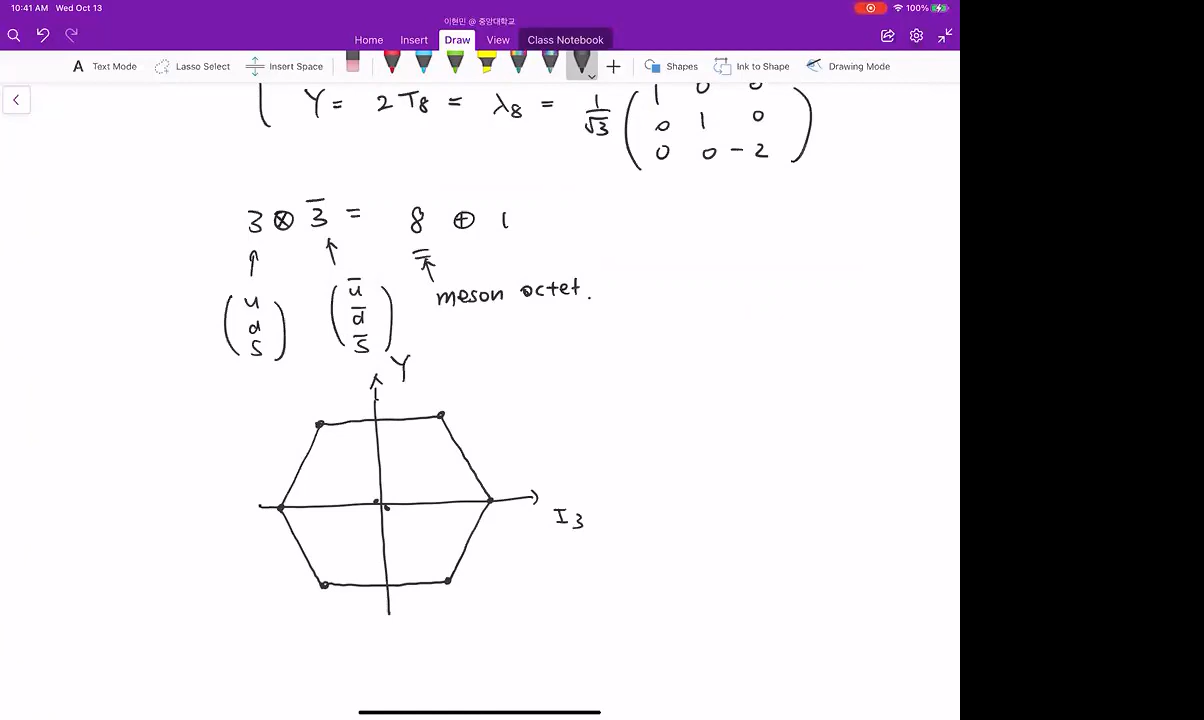 10:41 AM Wed Oct 13
100%
이현민 @ 중앙대학교
Home Insert Draw View Class Notebook
A Text Mode Lasso Select Insert Space Shapes Ink to Shape Drawing Mode
Y = 2 T8 = λ8 = 1/√3 ( 1 0 0
0 1 0
0 0 -2 )
3 ⊗ 3̅ = 8 ⊕ 1
( u d s ) ( u̅ d̅ s̅ ) meson octet.
Y
I3